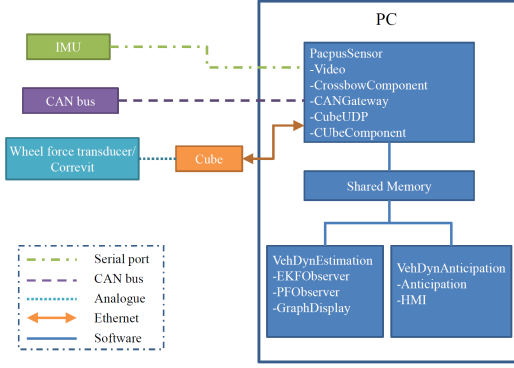 PC
IMU
CAN bus
Wheel force transducer/
Correvit
Cube
PacpusSensor
-Video
-CrossbowComponent
-CANGateway
-CubeUDP
-CUbeComponent
Shared Memory
VehDynEstimation
-EKFObserver
-PFObserver
-GraphDisplay
VehDynAnticipation
-Anticipation
-HMI
Serial port
CAN bus
Analogue
Ethernet
Software